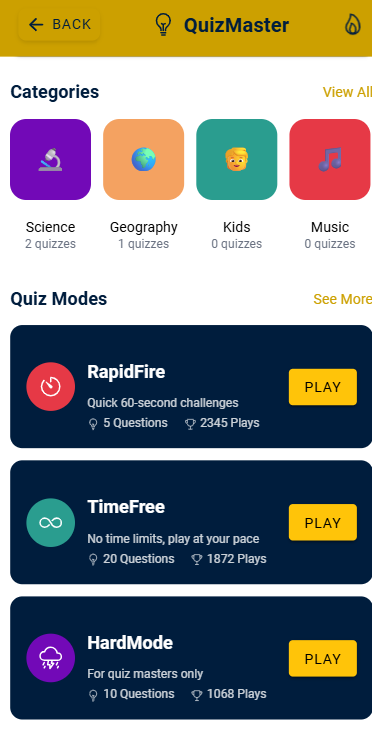 BACK
QuizMaster
Categories
View All
Science
Geography
Kids
Music
2 quizzes
1 quizzes
0 quizzes
0 quizzes
Quiz Modes
See More
RapidFire
Quick 60-second challenges
5 Questions
2345 Plays
PLAY
TimeFree
No time limits, play at your pace
20 Questions
1872 Plays
PLAY
HardMode
For quiz masters only
10 Questions
1068 Plays
PLAY